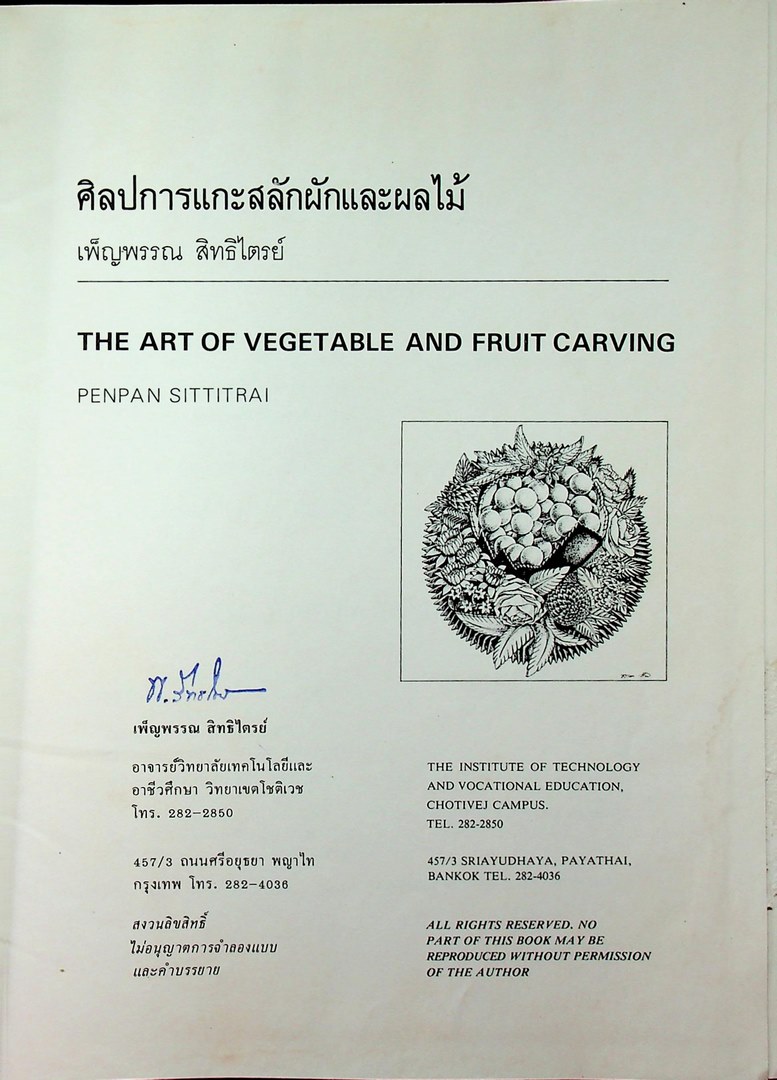 ศิลปการแกะสลักผักและผลไม้
เพ็ญพรรณ สิทธิไตรย์
THE ART OF VEGETABLE AND FRUIT CARVING
PENPAN SITTITRAI
เพ็ญพรรณ สิทธิไตรย์
อาจารย์วิทยาลัยเทคโนโลยีและ
อาชีวศึกษา วิทยาเขตโชติเวช
โทร. 282-2850
457/3 ถนนศรีอยุธยา พญาไท
กรุงเทพ โทร. 282-4036
สงวนลิขสิทธิ์
ไม่อนุญาตการจำลองแบบ
และคำบรรยาย
THE INSTITUTE OF TECHNOLOGY
AND VOCATIONAL EDUCATION,
CHOTIVEJ CAMPUS.
TEL. 282-2850
457/3 SRIAYUDHAYA, PAYATHAI,
BANKOK TEL. 282-4036
ALL RIGHTS RESERVED. NO
PART OF THIS BOOK MAY BE
REPRODUCED WITHOUT PERMISSION
OF THE AUTHOR